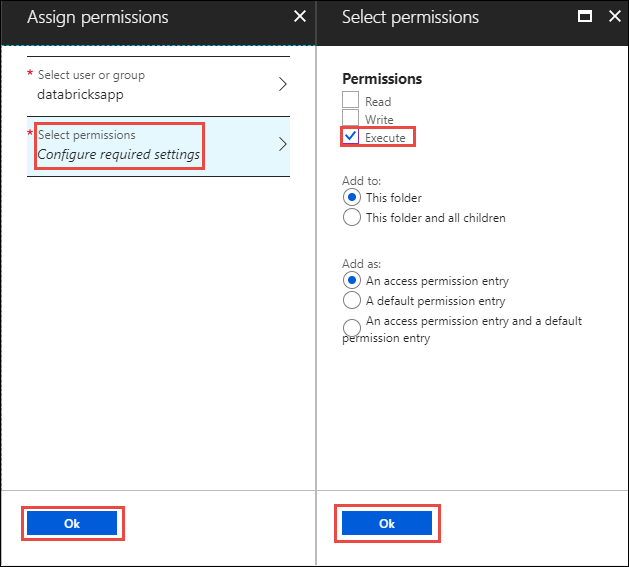 Assign permissions
* Select user or group
databricksapp
* Select permissions
Configure required settings
Ok
Select permissions
Permissions
Read
Write
Execute
Add to:
This folder
This folder and all children
Add as:
An access permission entry
A default permission entry
An access permission entry and a default
permission entry
Ok